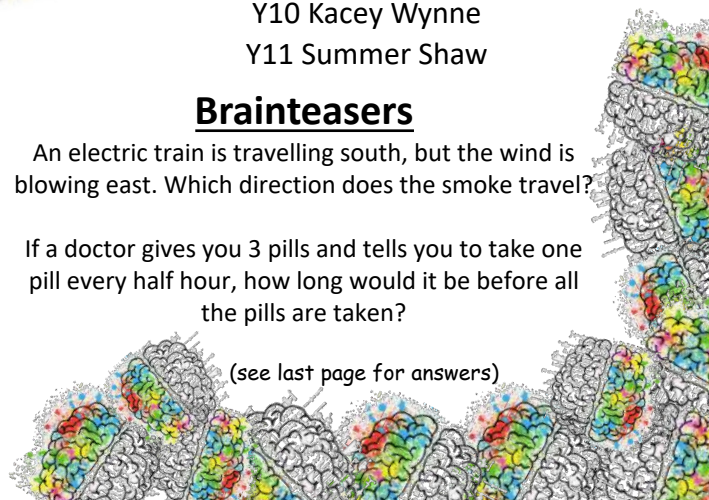 Y10 Kacey Wynne
Y11 Summer Shaw
Brainteasers
An electric train is travelling south, but the wind is
blowing east. Which direction does the smoke travel?
If a doctor gives you 3 pills and tells you to take one
pill every half hour, how long would it be before all
the pills are taken?
(see last page for answers)